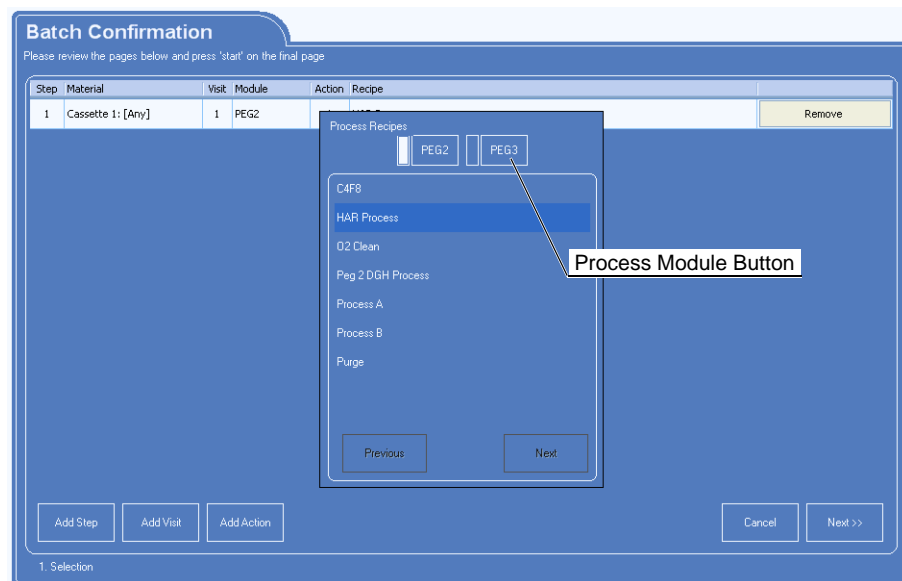 Batch Confirmation
Please review the pages below and press 'start' on the final page
Step Material Visit Module Action Recipe
1 Cassette 1: [Any] 1 PEG2 Remove
Process Recipes
PEG2 PEG3
C4F8
HAR Process
O2 Clean
Process Module Button
Peg 2 DGH Process
Process A
Process B
Purge
Previous Next
Add Step Add Visit Add Action Cancel Next >>
1. Selection